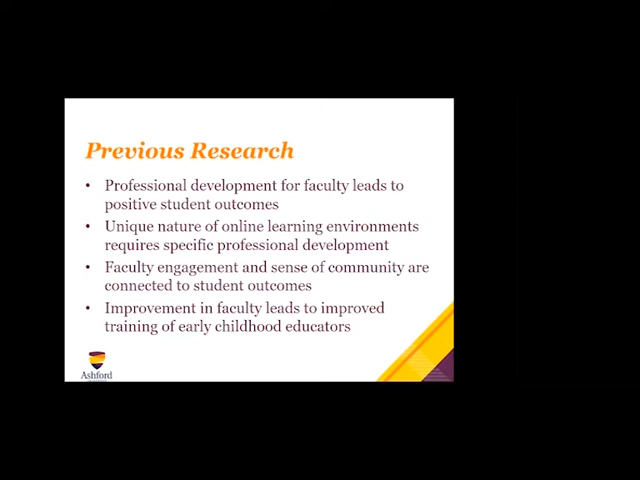 Previous Research
• Professional development for faculty leads to
positive student outcomes
• Unique nature of online learning environments
requires specific professional development
• Faculty engagement and sense of community are
connected to student outcomes
• Improvement in faculty leads to improved
training of early childhood educators
Ashford